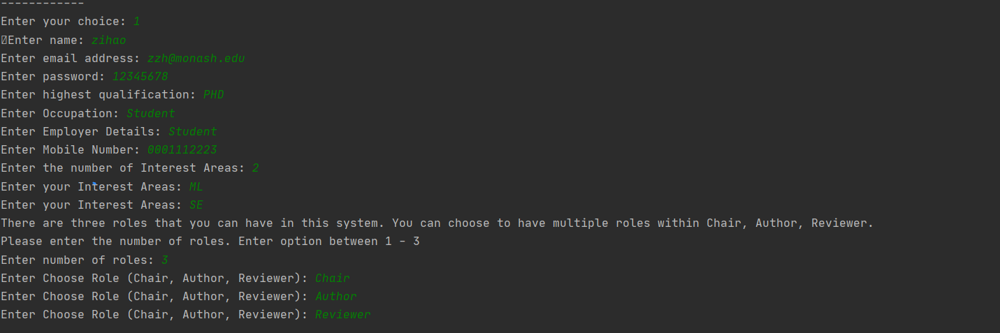 ------------
Enter your choice: 1
Enter name: zihao
Enter email address: zzh@monash.edu
Enter password: 12345678
Enter highest qualification: PHD
Enter Occupation: Student
Enter Employer Details: Student
Enter Mobile Number: 0001112223
Enter the number of Interest Areas: 2
Enter your Interest Areas: ML
Enter your Interest Areas: SE
There are three roles that you can have in this system. You can choose to have multiple roles within Chair, Author, Reviewer.
Please enter the number of roles. Enter option between 1 - 3
Enter number of roles: 3
Enter Choose Role (Chair, Author, Reviewer): Chair
Enter Choose Role (Chair, Author, Reviewer): Author
Enter Choose Role (Chair, Author, Reviewer): Reviewer